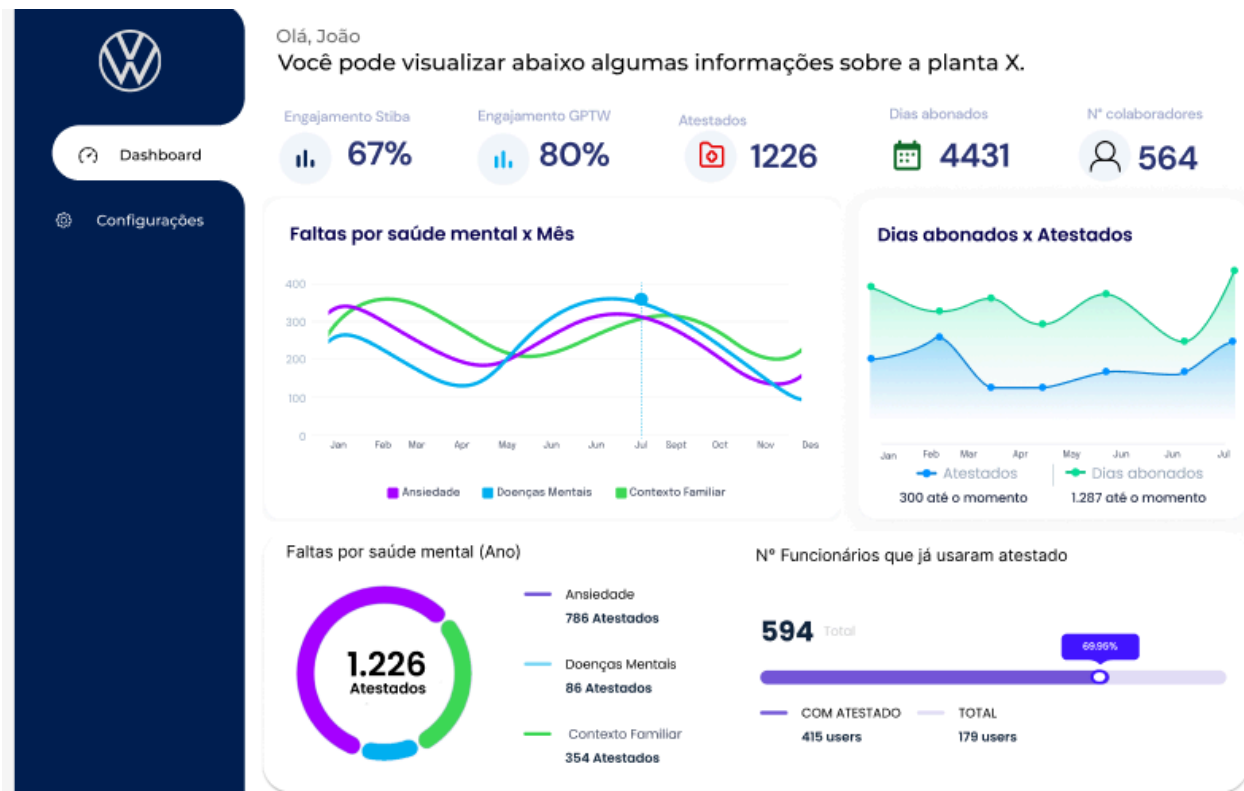 Olá, João
Você pode visualizar abaixo algumas informações sobre a planta X.
Dashboard
Configurações
Engajamento Stiba
67%
Engajamento GPTW
80%
Atestados
1226
Dias abonados
4431
N° colaboradores
564
Faltas por saúde mental x Mês
400
300
200
100
0
Jan Feb Mar Apr May Jun Jun Jul Sept Oct Nov Des
Ansiedade Doenças Mentais Contexto Familiar
Dias abonados x Atestados
Jan Feb Mar Apr May Jun Jun Jul
Atestados Dias abonados
300 até o momento 1.287 até o momento
Faltas por saúde mental (Ano)
1.226
Atestados
Ansiedade
786 Atestados
Doenças Mentais
86 Atestados
Contexto Familiar
354 Atestados
N° Funcionários que já usaram atestado
594 Total
69.96%
COM ATESTADO TOTAL
415 users 179 users